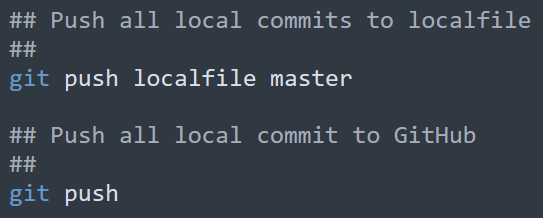 ## Push all local commits to localfile
##
git push localfile master
## Push all local commit to GitHub
##
git push